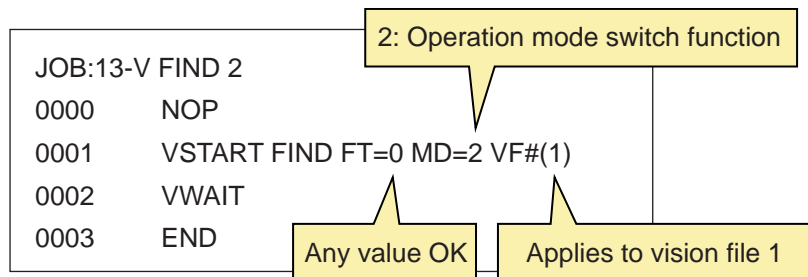 2: Operation mode switch function
JOB:13-V FIND 2
0000 NOP
0001 VSTART FIND FT=0 MD=2 VF#(1)
0002 VWAIT
0003 END
Any value OK
Applies to vision file 1